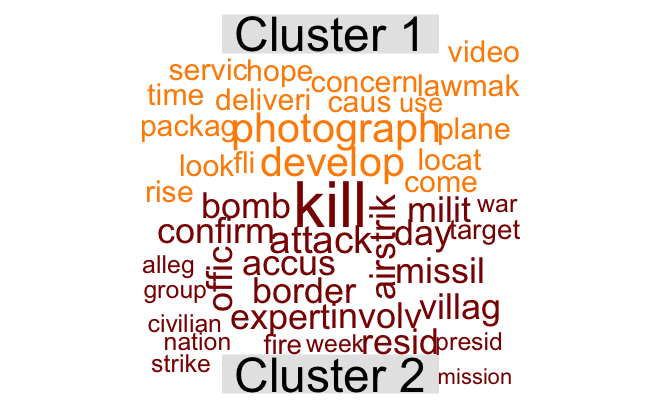 Cluster 1
video
servic hope
concern lawmak
time deliveri caus use
packag photograph plane
look fli develop locat
come
rise
kill
bomb milit war
confirm attack day target
airstrik
alleg offic accus missil
group border villag
civilian expert involv
nation fire week resid presid
strike
Cluster 2
mission